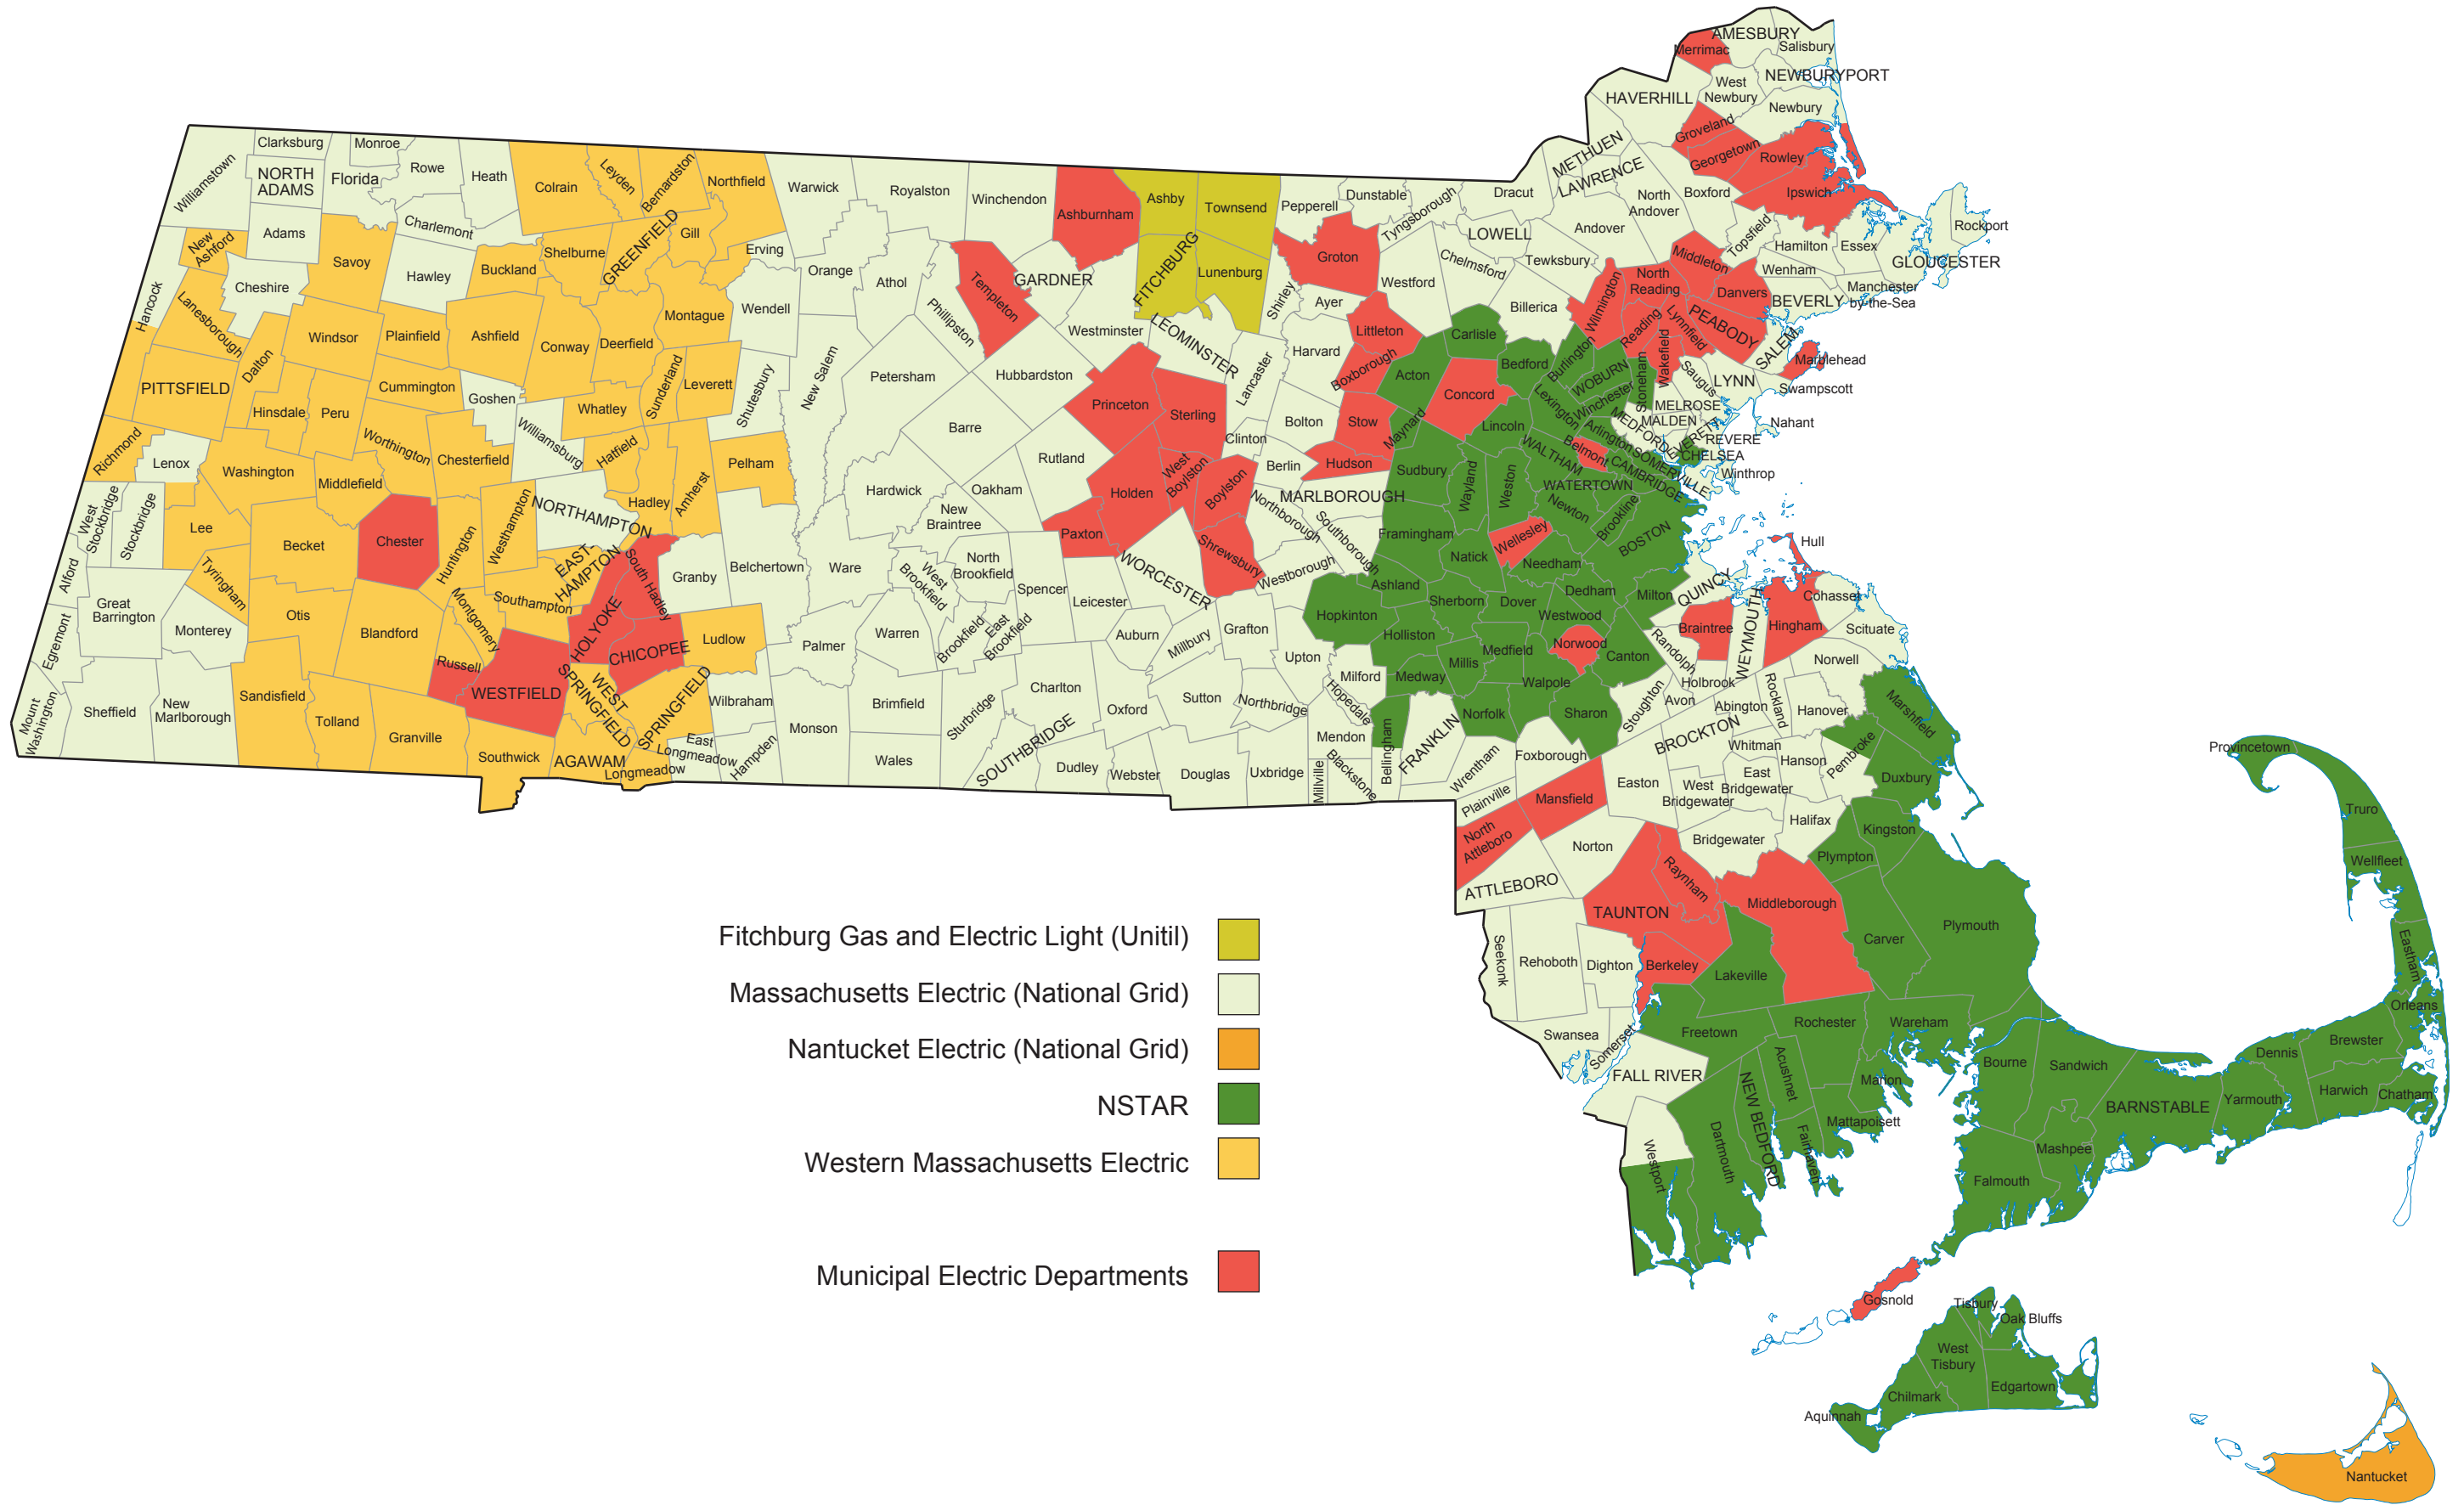 AMESBURY
Merrimac
Salisbury
NEWBURYPORT
West
Newbury
HAVERHILL
Newbury
Groveland
Georgetown
Rowley
METHUEN
LAWRENCE
Boxford
Ipswich
North
Andover
Topsfield
Rockport
Hamilton
Essex
GLOUCESTER
Wenham
Manchester
by-the-Sea
BEVERLY
Clarksburg
Monroe
Rowe
Heath
Williamstown
NORTH
ADAMS
Florida
Colrain
Leyden
Bernardston
Northfield
Warwick
Royalston
Winchendon
Ashburnham
Ashby
Townsend
Pepperell
Dunstable
Tyngsborough
Dracut
Andover
Adams
Charlemont
New
Ashford
Savoy
Hawley
Buckland
Shelburne
GREENFIELD
Gill
Erving
Orange
Athol
Phillipston
Templeton
GARDNER
FITCHBURG
Lunenburg
Shirley
Groton
Westford
Chelmsford
LOWELL
Tewksbury
Billerica
Wilmington
North
Reading
Middleton
Danvers
PEABODY
Lynnfield
Reading
Wakefield
SALEM
Marblehead
Swampscott
LYNN
Saugus
Nahant
Hancock
Lanesborough
Cheshire
Dalton
Windsor
Plainfield
Ashfield
Conway
Deerfield
Montague
Wendell
New Salem
Petersham
Hubbardston
Westminster
LEOMINSTER
Lancaster
Harvard
Ayer
Littleton
Boxborough
Acton
Carlisle
Concord
Bedford
Burlington
WOBURN
Stoneham
Winchester
Lexington
MELROSE
MALDEN
MEDFORD
EVERETT
REVERE
CHELSEA
Winthrop
Arlington
SOMERVILLE
CAMBRIDGE
Belmont
WALTHAM
WATERTOWN
PITTSFIELD
Hinsdale
Peru
Cummington
Goshen
Williamsburg
Whatley
Sunderland
Leverett
Shutesbury
Barre
Princeton
Sterling
Clinton
Bolton
Stow
Maynard
Hudson
Lincoln
Sudbury
Wayland
Weston
Newton
Brookline
BOSTON
Richmond
Lenox
Washington
Middlefield
Worthington
Chesterfield
Hatfield
Hadley
Amherst
Pelham
Hardwick
New
Braintree
Oakham
Rutland
Holden
West
Boylston
Boylston
Berlin
MARLBOROUGH
Northborough
Southborough
Framingham
Natick
Wellesley
Needham
Dedham
Milton
QUINCY
Hull
West
Stockbridge
Stockbridge
Lee
Becket
Chester
Huntington
Westhampton
NORTHAMPTON
EAST
HAMPTON
South Hadley
Granby
Belchertown
Ware
West
Brookfield
North
Brookfield
Spencer
Leicester
Paxton
WORCESTER
Shrewsbury
Westborough
Hopkinton
Ashland
Sherborn
Dover
Westwood
Norwood
Canton
Randolph
Braintree
WEYMOUTH
Hingham
Cohasset
Scituate
Norwell
Alford
Great
Barrington
Tyringham
Monterey
Otis
Blandford
Montgomery
Southampton
HOLYOKE
CHICOPEE
Ludlow
Palmer
Warren
Brookfield
East
Brookfield
Auburn
Millbury
Grafton
Upton
Milford
Hopedale
Holliston
Medway
Millis
Medfield
Walpole
Norfolk
Sharon
Stoughton
Holbrook
Avon
Abington
Rockland
Hanover
Marshfield
Pembroke
Egremont
Mount
Washington
Sheffield
New
Marlborough
Sandisfield
Tolland
Granville
Russell
WESTFIELD
WEST
SPRINGFIELD
SPRINGFIELD
Southwick
AGAWAM
Longmeadow
East
Longmeadow
Wilbraham
Hampden
Monson
Brimfield
Wales
Sturbridge
SOUTHBRIDGE
Charlton
Dudley
Oxford
Webster
Sutton
Douglas
Northbridge
Uxbridge
Mendon
Millville
Blackstone
Bellingham
FRANKLIN
Wrentham
Plainville
Foxborough
BROCKTON
Whitman
Hanson
Duxbury
Easton
West
Bridgewater
East
Bridgewater
Mansfield
North
Attleboro
ATTLEBORO
Norton
Bridgewater
Halifax
Kingston
Plympton
Raynham
TAUNTON
Middleborough
Carver
Plymouth
Seekonk
Rehoboth
Dighton
Berkeley
Lakeville
Swansea
Somerset
Freetown
Rochester
Wareham
FALL RIVER
Westport
Dartmouth
NEW BEDFORD
Acushnet
Fairhaven
Mattapoisett
Marion
Bourne
Sandwich
Mashpee
Falmouth
BARNSTABLE
Yarmouth
Dennis
Brewster
Harwich
Chatham
Orleans
Eastham
Wellfleet
Truro
Provincetown
Gosnold
Tisbury
Oak Bluffs
West
Tisbury
Edgartown
Chilmark
Aquinnah
Nantucket
Fitchburg Gas and Electric Light (Unitil)
Massachusetts Electric (National Grid)
Nantucket Electric (National Grid)
NSTAR
Western Massachusetts Electric
Municipal Electric Departments